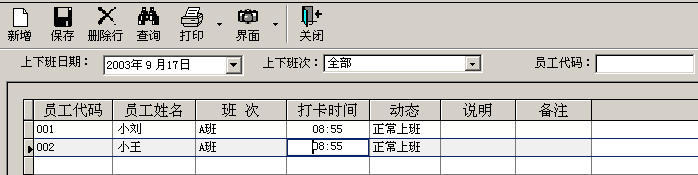 新增 保存 删除行 查询 打印 界面 关闭
上下班日期： 2003年 9 月17日 上下班次： 全部 员工代码：
员工代码 员工姓名 班 次 打卡时间 动态 说明 备注
001 小刘 A班 08:55 正常上班
002 小王 A班 08:55 正常上班